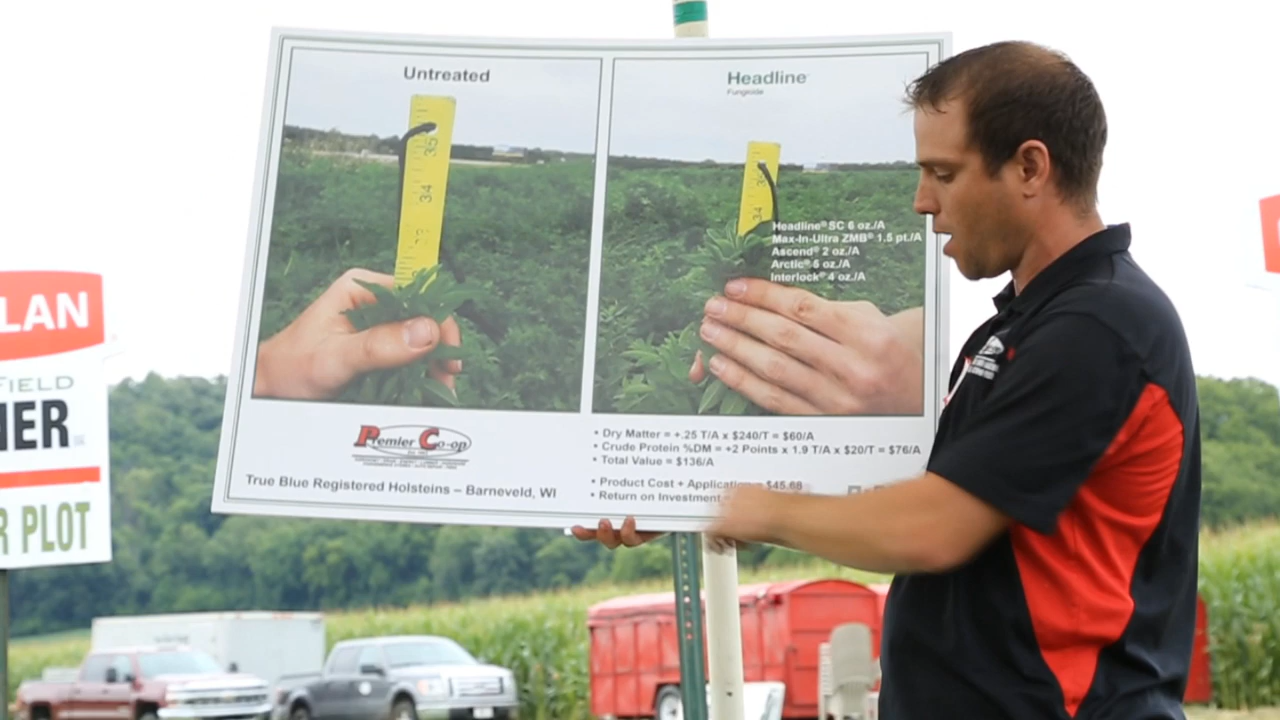 Untreated
Headline
Fungicide
35
34
34
Headline® SC 6 oz./A
Max-In-Ultra ZMB® 1.5 pt./A
Ascend® 2 oz./A
Arctic® 5 oz./A
Interlock® 4 oz./A
Premier Co-op
True Blue Registered Holsteins – Barneveld, WI
• Dry Matter = +.25 T/A x $240/T = $60/A
• Crude Protein %DM = +2 Points x 1.9 T/A x $20/T = $76/A
• Total Value = $136/A
• Product Cost + Application = $45.68
• Return on Investment
LAN
FIELD
NER
R PLOT